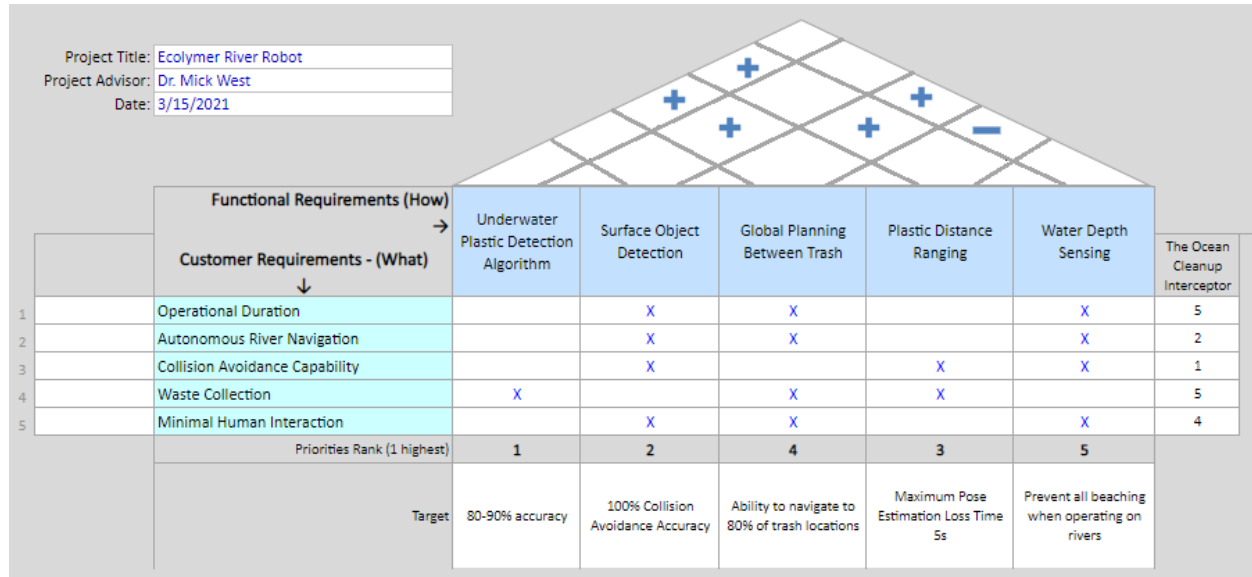 Project Title: Ecolymer River Robot
Project Advisor: Dr. Mick West
Date: 3/15/2021
+
+
+
+
+
−
Functional Requirements (How)
→
Customer Requirements - (What)
↓
Underwater
Plastic Detection
Algorithm
Surface Object
Detection
Global Planning
Between Trash
Plastic Distance
Ranging
Water Depth
Sensing
The Ocean
Cleanup
Interceptor
1 Operational Duration X X X 5
2 Autonomous River Navigation X X X 2
3 Collision Avoidance Capability X X X 1
4 Waste Collection X X X 5
5 Minimal Human Interaction X X X 4
Priorities Rank (1 highest) 1 2 4 3 5
Target
80-90% accuracy
100% Collision
Avoidance Accuracy
Ability to navigate to
80% of trash locations
Maximum Pose
Estimation Loss Time
5s
Prevent all beaching
when operating on
rivers